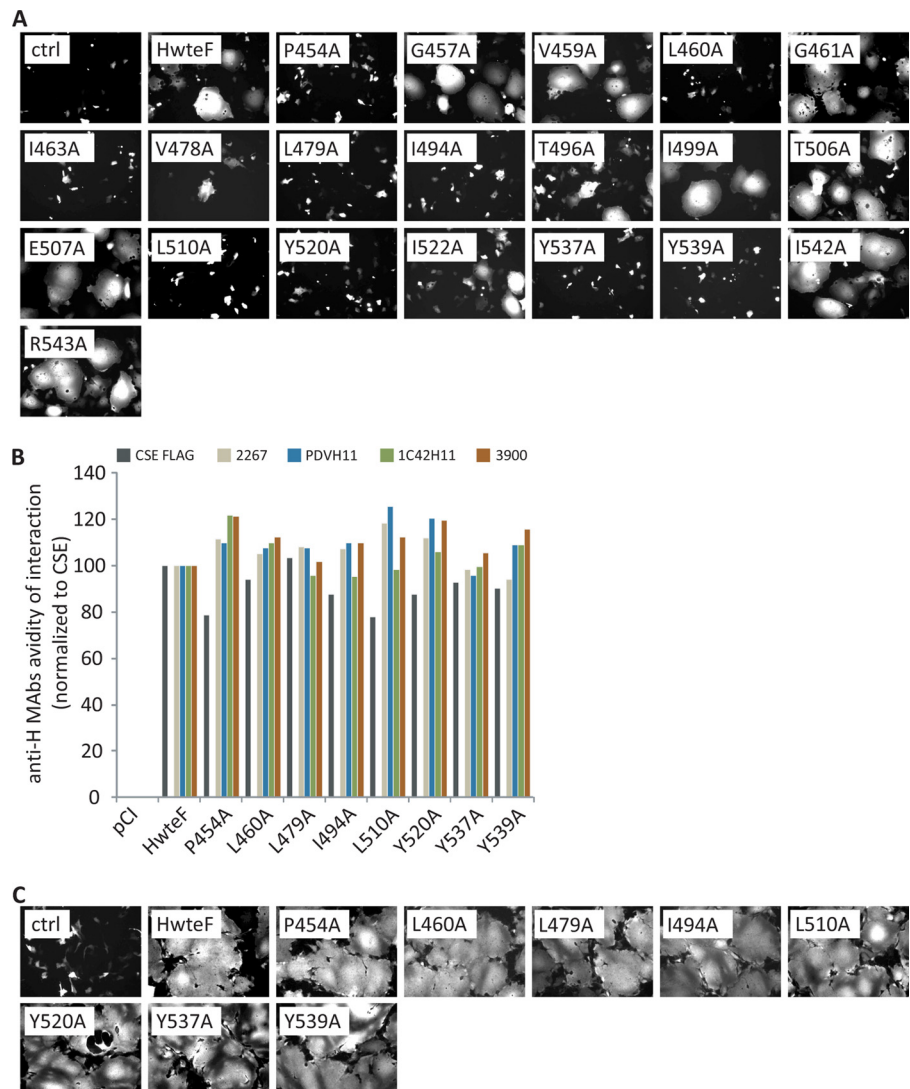 A
ctrl HwteF P454A G457A V459A L460A G461A
I463A V478A L479A I494A T496A I499A T506A
E507A L510A Y520A I522A Y537A Y539A I542A
R543A
B
CSE FLAG 2267 PDVH11 1C42H11 3900
anti-H MAbs avidity of interaction
(normalized to CSE)
140
120
100
80
60
40
20
0
pCI HwteF P454A L460A L479A I494A L510A Y520A Y537A Y539A
C
ctrl HwteF P454A L460A L479A I494A L510A
Y520A Y537A Y539A